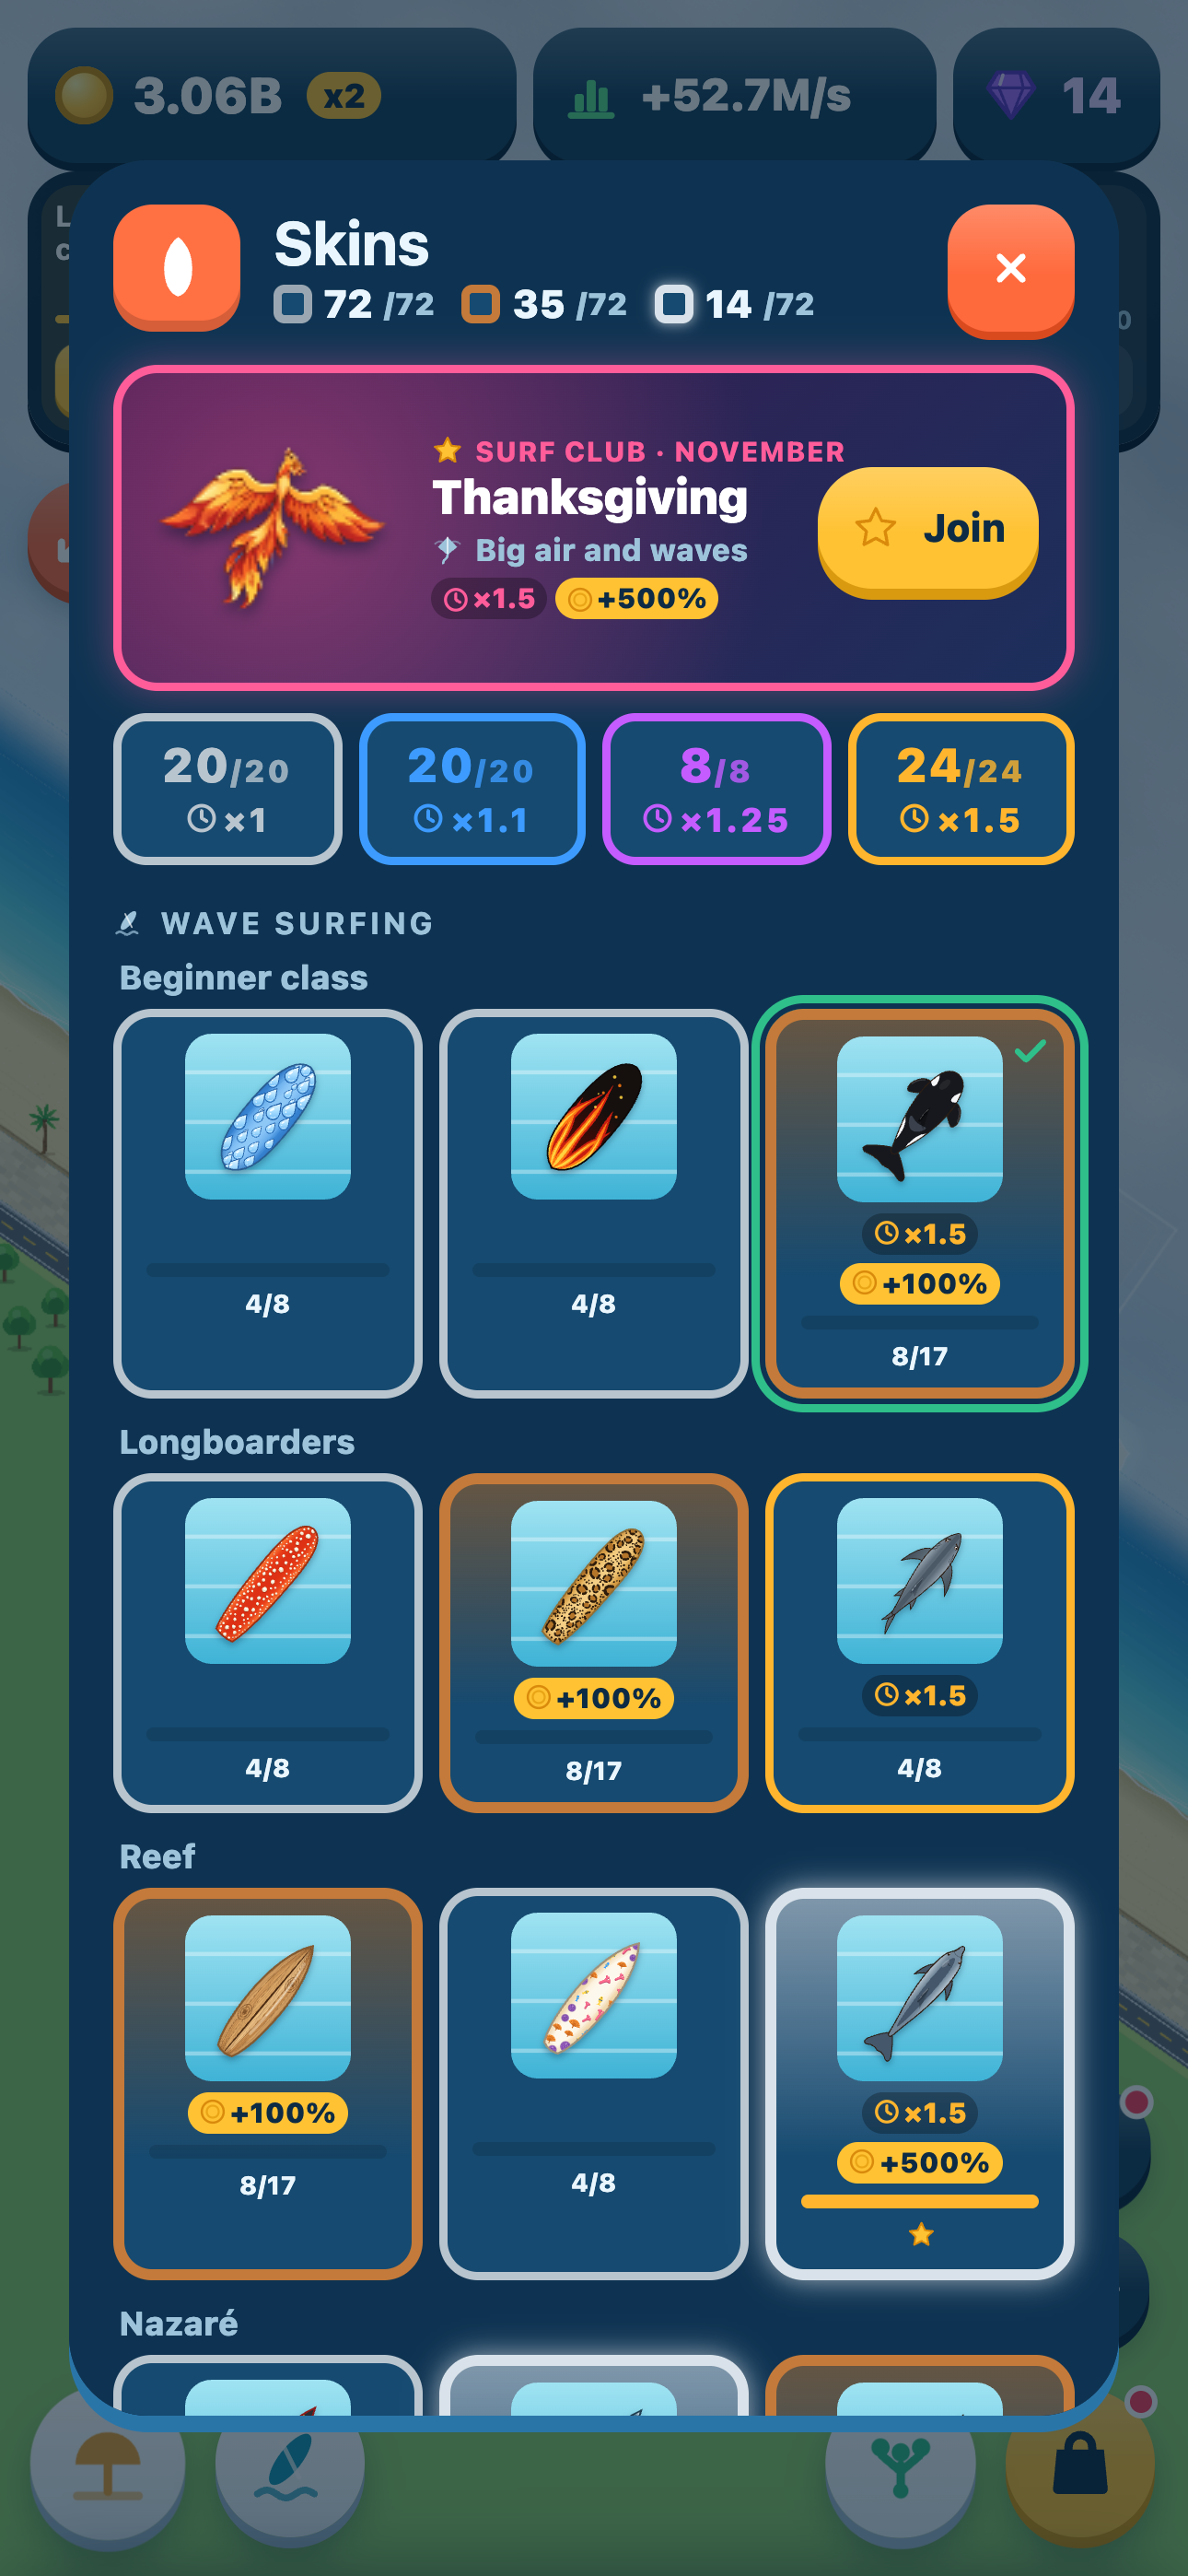 3.06B x2 +52.7M/s 14
Skins
72 /72 35 /72 14 /72
SURF CLUB · NOVEMBER
Thanksgiving
Big air and waves
Join
×1.5 +500%
20/20 20/20 8/8 24/24
×1 ×1.1 ×1.25 ×1.5
WAVE SURFING
Beginner class
×1.5
+100%
4/8 4/8 8/17
Longboarders
+100% ×1.5
4/8 8/17 4/8
Reef
+100% ×1.5
+500%
8/17 4/8
Nazaré